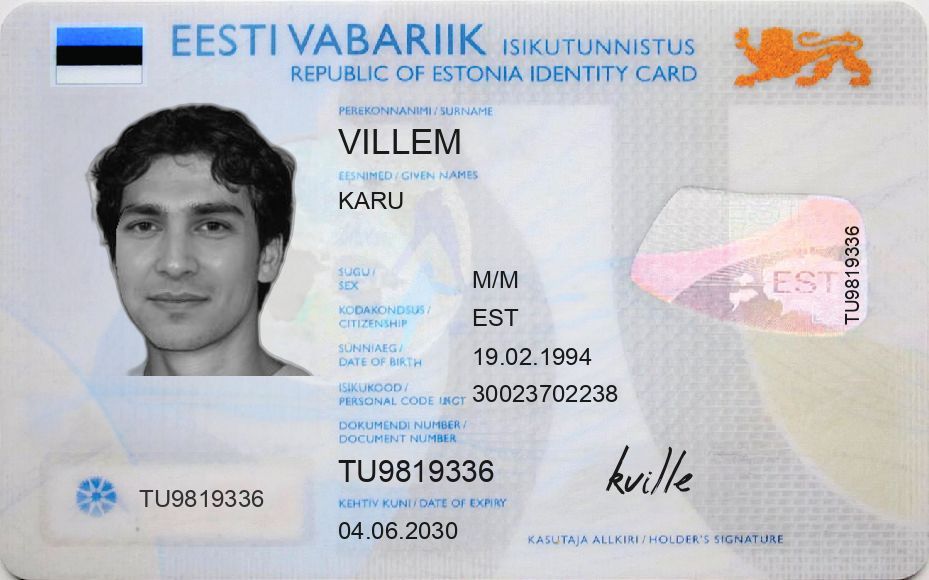 EESTI VABARIIK ISIKUTUNNISTUS
REPUBLIC OF ESTONIA IDENTITY CARD
PEREKONNANIMI / SURNAME
VILLEM
EESNIMED / GIVEN NAMES
KARU
SUGU /
SEX
M/M
KODAKONDSUS /
CITIZENSHIP
EST
SÜNNIAEG /
DATE OF BIRTH
19.02.1994
ISIKUKOOD /
PERSONAL CODE
30023702238
DOKUMENDI NUMBER /
DOCUMENT NUMBER
TU9819336
KEHTIV KUNI / DATE OF EXPIRY
04.06.2030
TU9819336
EST
TU9819336
kville
KASUTAJA ALLKIRI / HOLDER'S SIGNATURE